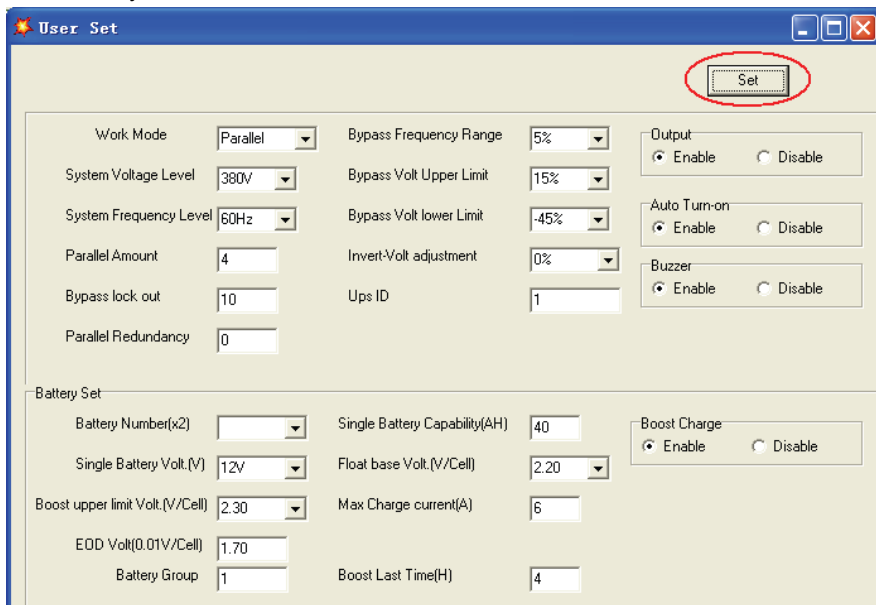 User Set
Set
Work Mode Parallel Bypass Frequency Range 5% Output
Enable Disable
System Voltage Level 380V Bypass Volt Upper Limit 15%
Auto Turn-on
System Frequency Level 60Hz Bypass Volt lower Limit -45% Enable Disable
Parallel Amount 4 Invert-Volt adjustment 0%
Buzzer
Bypass lock out 10 Ups ID 1 Enable Disable
Parallel Redundancy 0
Battery Set
Battery Number(x2) Single Battery Capability(AH) 40 Boost Charge
Enable Disable
Single Battery Volt.(V) 12V Float base Volt.(V/Cell) 2.20
Boost upper limit Volt.(V/Cell) 2.30 Max Charge current(A) 6
EOD Volt(0.01V/Cell) 1.70
Battery Group 1 Boost Last Time(H) 4